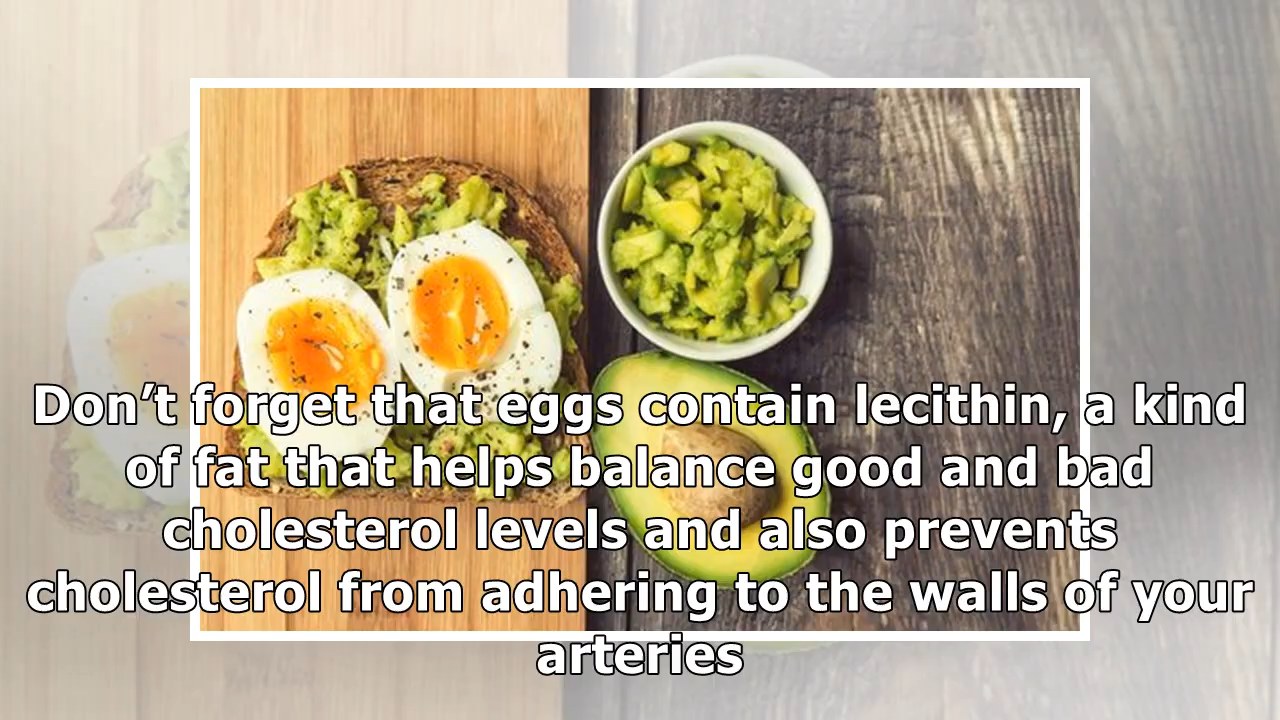 Don’t forget that eggs contain lecithin, a kind
of fat that helps balance good and bad
cholesterol levels and also prevents
cholesterol from adhering to the walls of your
arteries